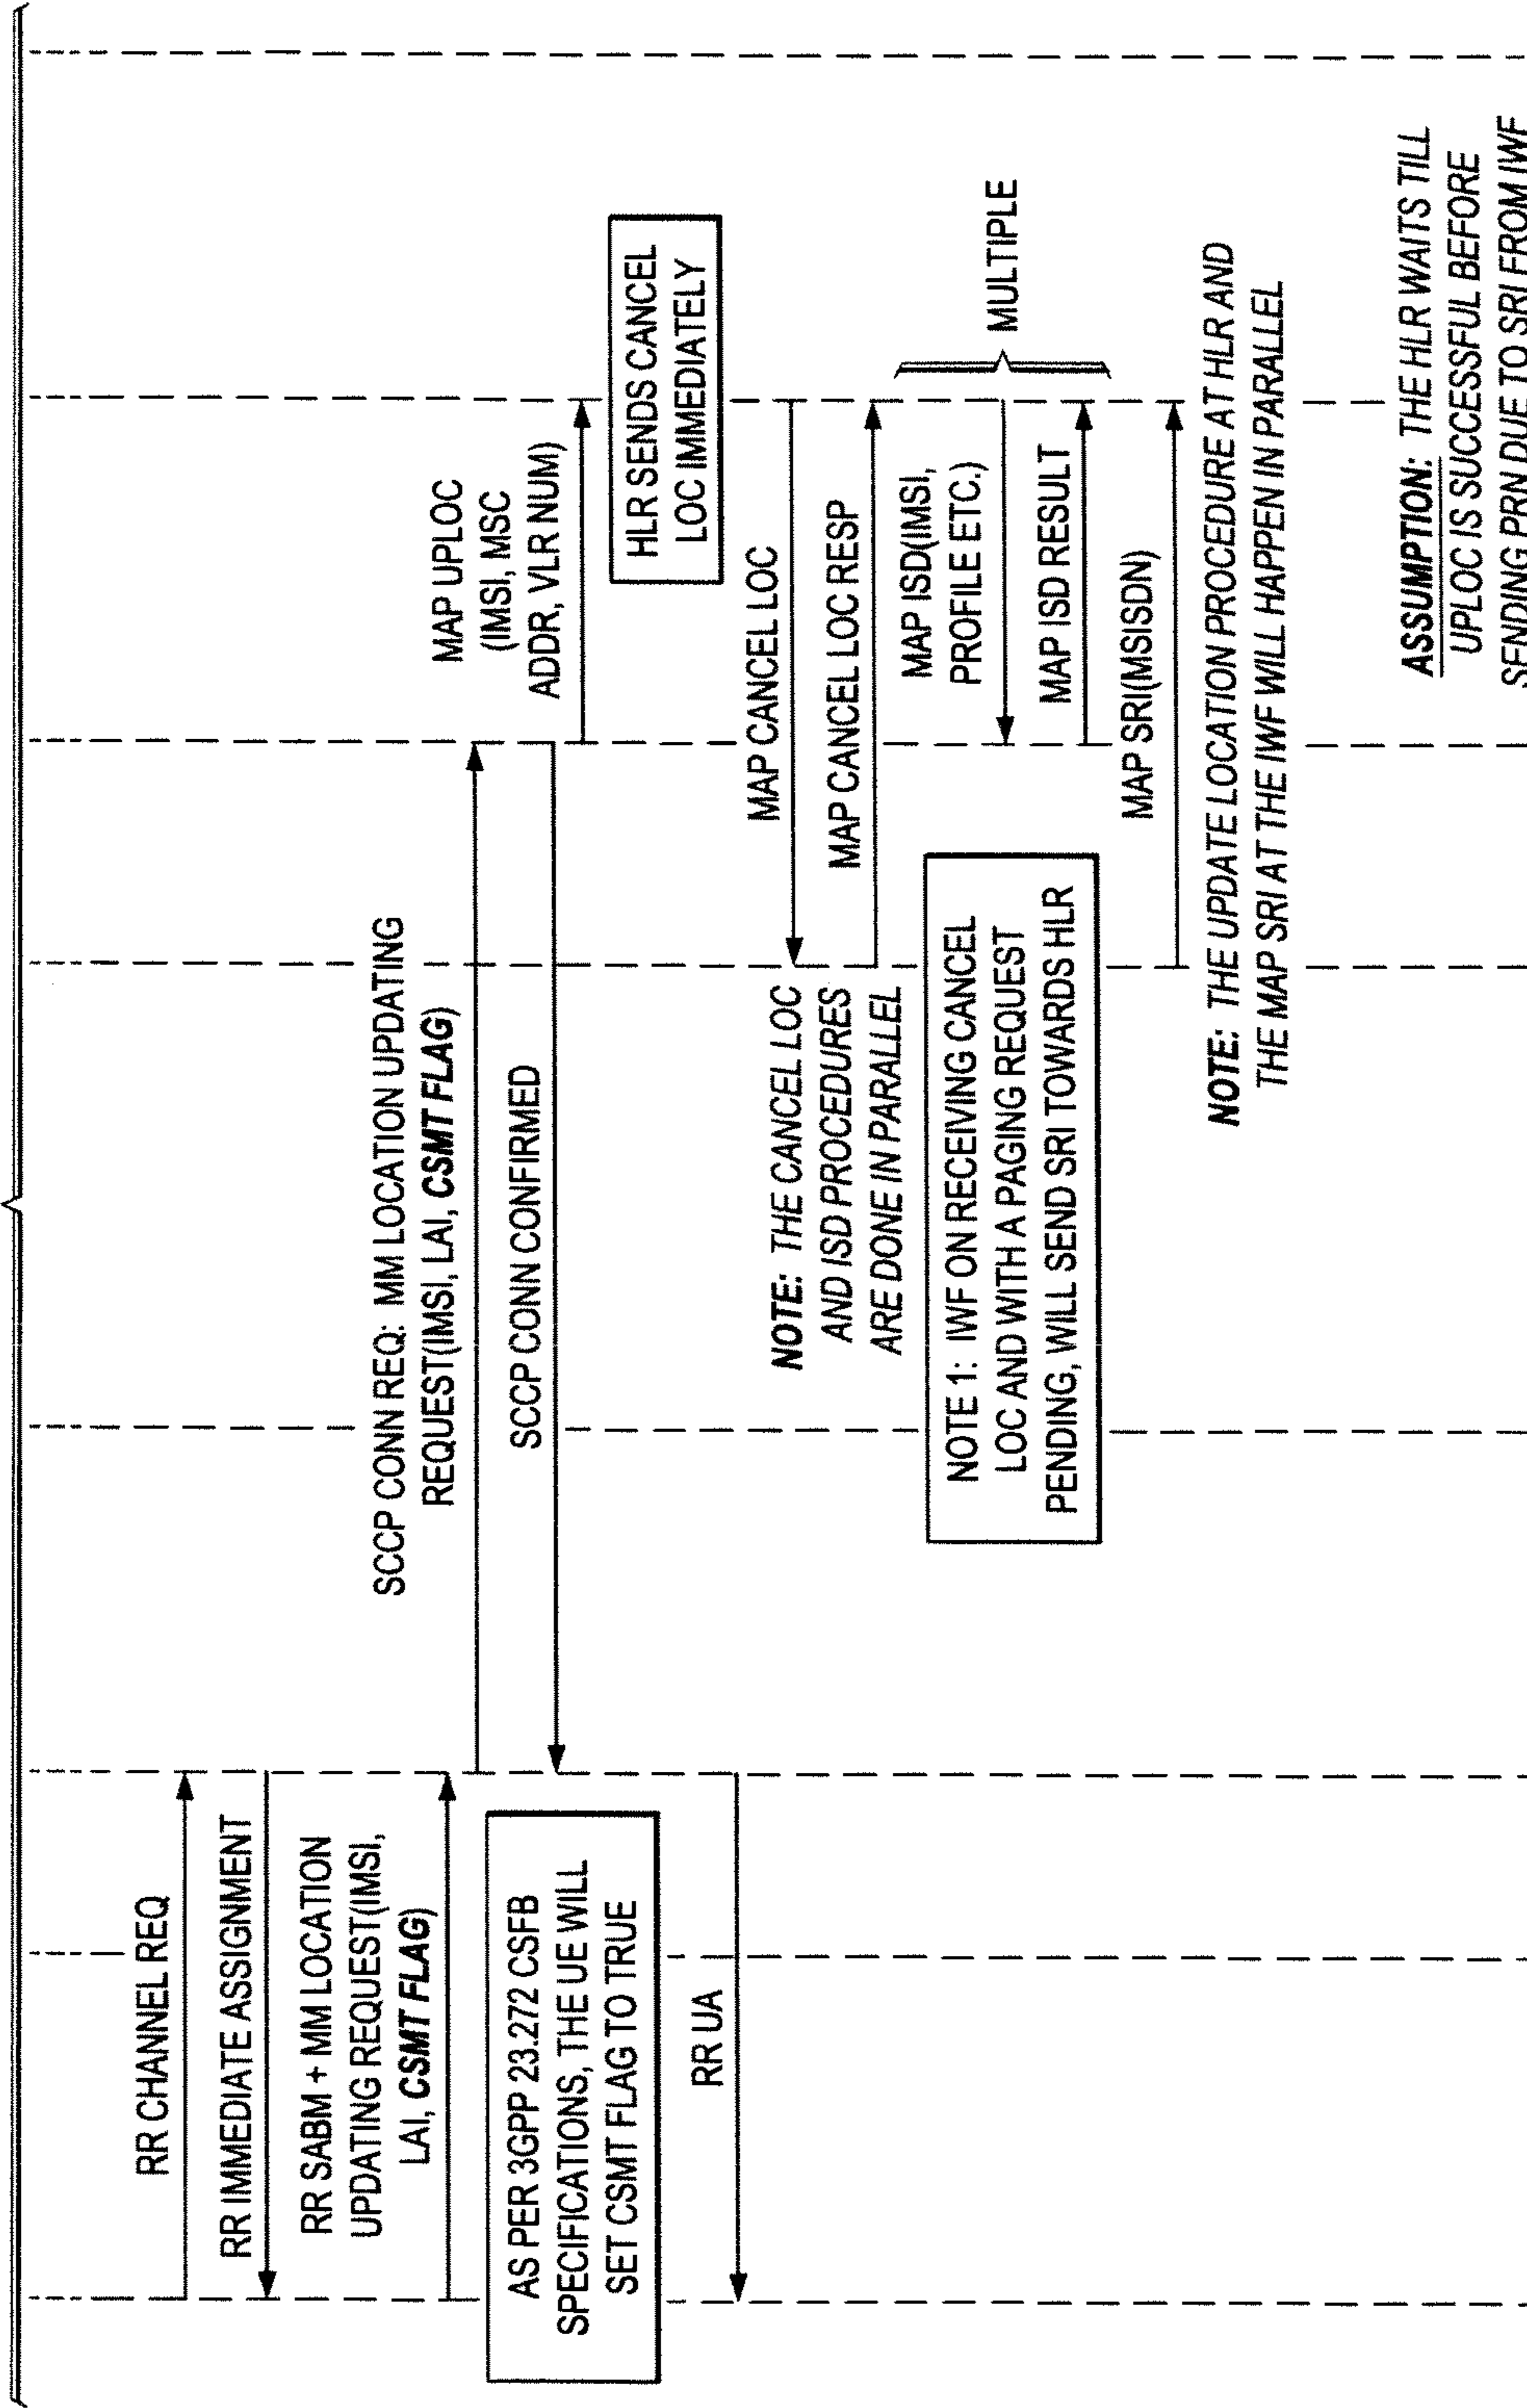 RR CHANNEL REQ
RR IMMEDIATE ASSIGNMENT
RR SABM + MM LOCATION
UPDATING REQUEST(IMSI,
LAI, CSMT FLAG)
SCCP CONN REQ: MM LOCATION UPDATING
REQUEST(IMSI, LAI, CSMT FLAG)
AS PER 3GPP 23.272 CSFB
SPECIFICATIONS, THE UE WILL
SET CSMT FLAG TO TRUE
SCCP CONN CONFIRMED
MAP UPLOC
(IMSI, MSC
ADDR, VLR NUM)
HLR SENDS CANCEL
LOC IMMEDIATELY
RR UA
MAP CANCEL LOC
NOTE: THE CANCEL LOC
AND ISD PROCEDURES
ARE DONE IN PARALLEL
MAP CANCEL LOC RESP
MAP ISD(IMSI,
PROFILE ETC.)
MULTIPLE
MAP ISD RESULT
NOTE 1: IWF ON RECEIVING CANCEL
LOC AND WITH A PAGING REQUEST
PENDING, WILL SEND SRI TOWARDS HLR
MAP SRI(MSISDN)
NOTE: THE UPDATE LOCATION PROCEDURE AT HLR AND
THE MAP SRI AT THE IWF WILL HAPPEN IN PARALLEL
ASSUMPTION: THE HLR WAITS TILL
UPLOC IS SUCCESSFUL BEFORE
SENDING PRN DUE TO SRI FROM IWF